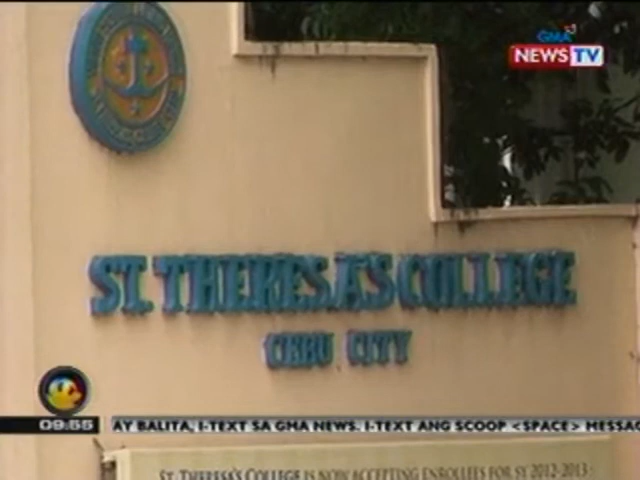 GMA
NEWS TV
ST. THERESA'S COLLEGE
CEBU CITY
09:55
AY BALITA, I-TEXT SA GMA NEWS. I-TEXT ANG SCOOP <SPACE> MESSAG
ST. THERESA'S COLLEGE IS NOW ACCEPTING ENROLLEES FOR SY 2012-2013